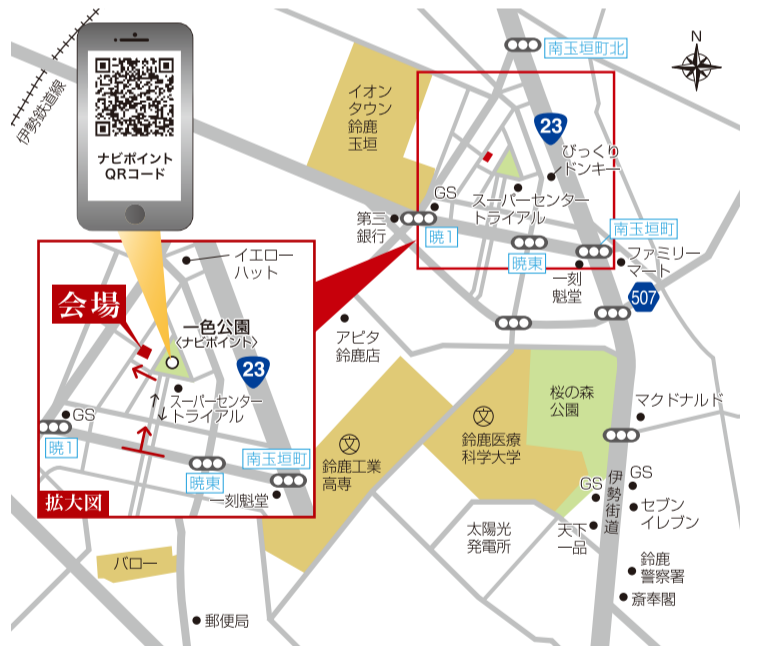 南玉垣町北
N
伊勢鉄道線
ナビポイント
QRコード
イオン
タウン
鈴鹿
玉垣
23
びっくり
ドンキー
GS
スーパーセンター
トライアル
第三
銀行
暁1
暁東
南玉垣町
ファミリー
マート
一刻
魁堂
507
イエロー
ハット
会場
一色公園
〈ナビポイント〉
23
スーパーセンター
トライアル
GS
暁1
暁東
南玉垣町
一刻魁堂
拡大図
アピタ
鈴鹿店
桜の森
公園
マクドナルド
文
鈴鹿医療
科学大学
文
鈴鹿工業
高専
伊勢街道
GS
GS
セブン
イレブン
太陽光
発電所
天下
一品
バロー
鈴鹿
警察署
斎奉閣
郵便局